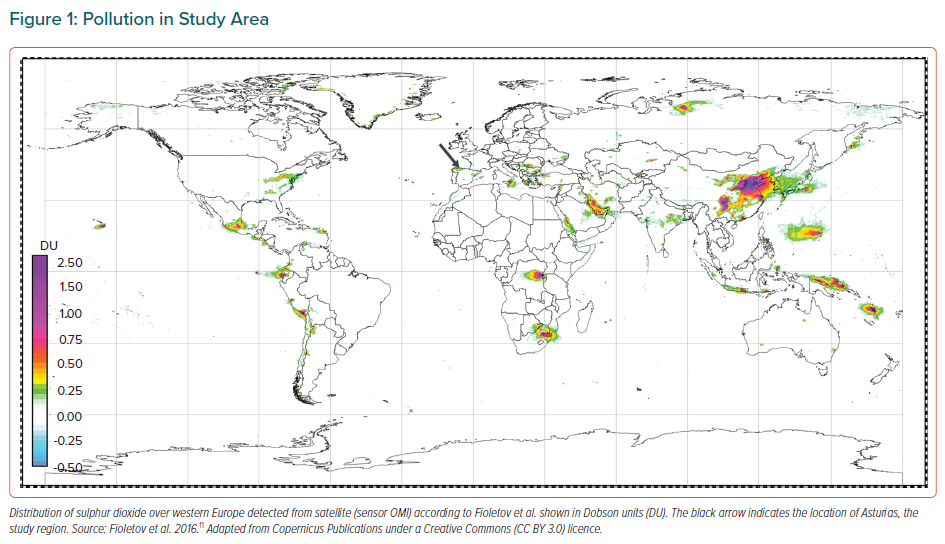 Figure 1: Pollution in Study Area
DU
2.50
1.50
1.00
0.75
0.50
0.25
0.00
-0.25
-0.50
Distribution of sulphur dioxide over western Europe detected from satellite (sensor OMI) according to Fioletov et al. shown in Dobson units (DU). The black arrow indicates the location of Asturias, the
study region. Source: Fioletov et al. 2016.¹¹ Adapted from Copernicus Publications under a Creative Commons (CC BY 3.0) licence.